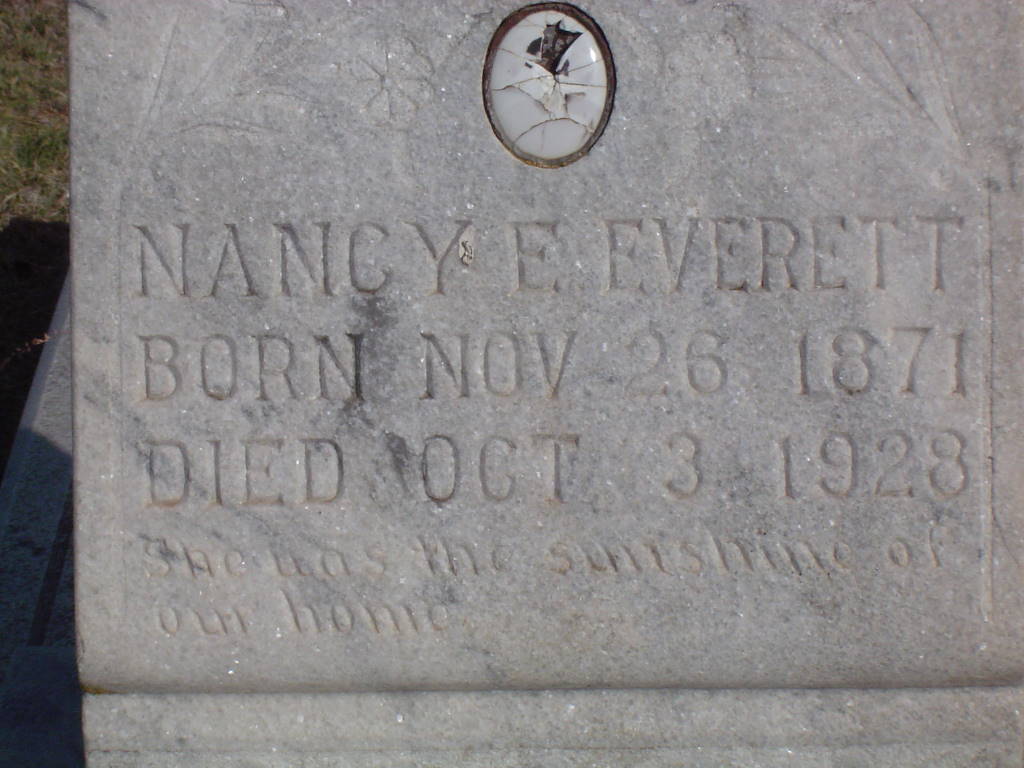 NANCY E. EVERETT
BORN NOV 26 1871
DIED OCT. 3 1928
She was the sunshine of
our home.